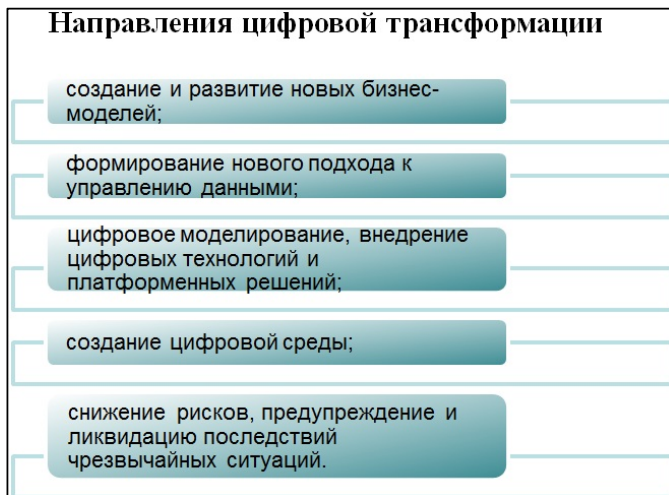 Направления цифровой трансформации
создание и развитие новых бизнес-
моделей;
формирование нового подхода к
управлению данными;
цифровое моделирование, внедрение
цифровых технологий и
платформенных решений;
создание цифровой среды;
снижение рисков, предупреждение и
ликвидацию последствий
чрезвычайных ситуаций.